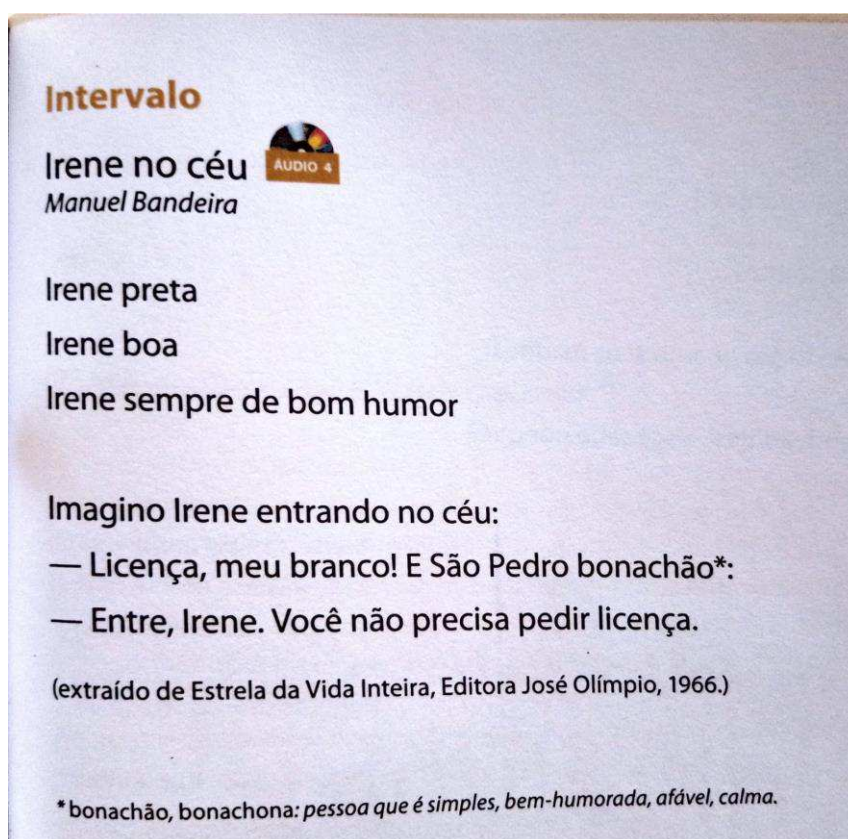 Intervalo
Irene no céu
ÁUDIO 4
Manuel Bandeira
Irene preta
Irene boa
Irene sempre de bom humor
Imagino Irene entrando no céu:
— Licença, meu branco! E São Pedro bonachão*:
— Entre, Irene. Você não precisa pedir licença.
(extraído de Estrela da Vida Inteira, Editora José Olímpio, 1966.)
*bonachão, bonachona: pessoa que é simples, bem-humorada, afável, calma.